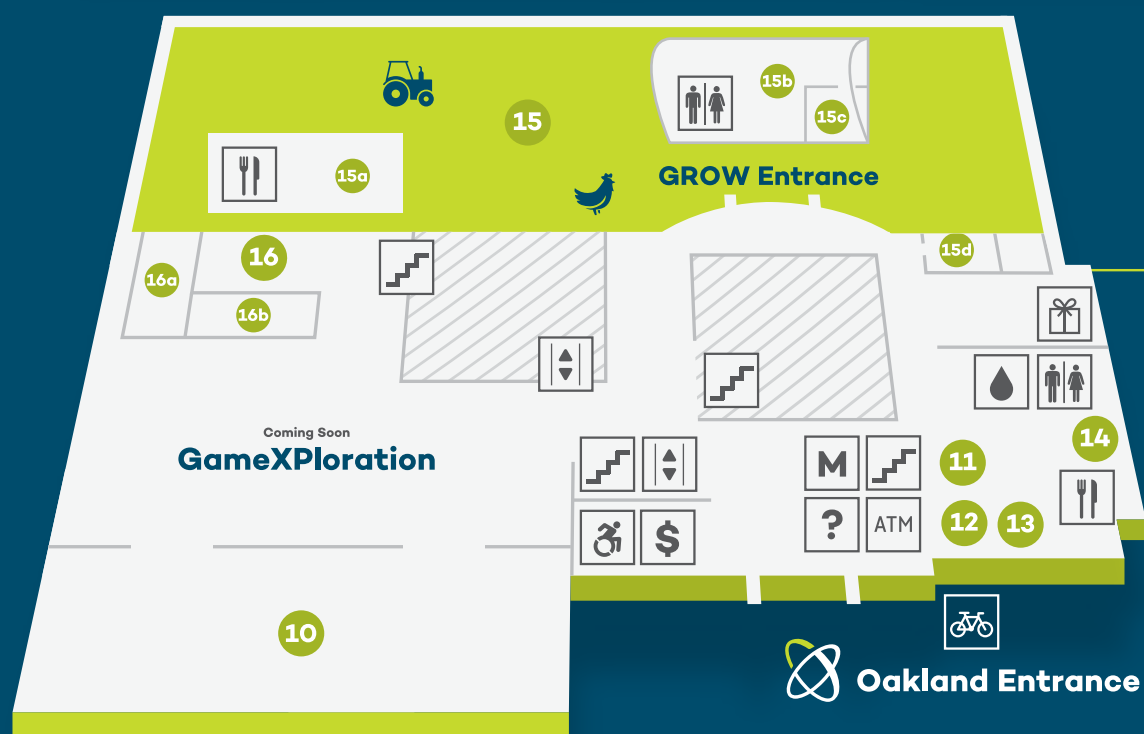 15b
15
15c
15a
GROW Entrance
16
15d
16a
16b
Coming Soon
GameXPloration
14
M
11
?
ATM
12
13
$
10
Oakland Entrance